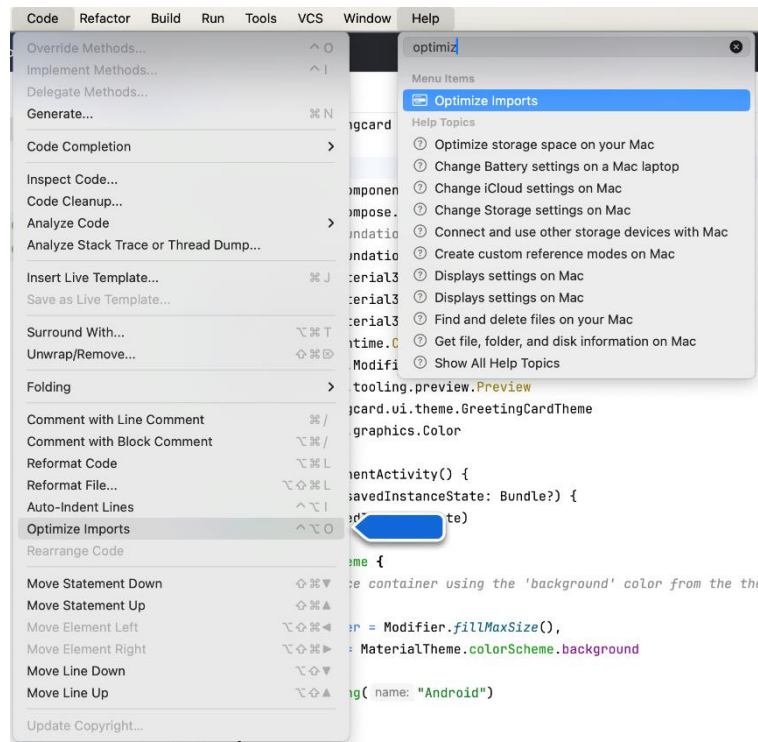 Code Refactor Build Run Tools VCS Window Help
Override Methods... ^ O
Implement Methods... ^ I
Delegate Methods...
Generate... ⌘ N
Code Completion >
Inspect Code...
Code Cleanup...
Analyze Code >
Analyze Stack Trace or Thread Dump...
Insert Live Template... ⌘ J
Save as Live Template...
Surround With... ⌥ ⌘ T
Unwrap/Remove... ⇧ ⌘ ⌦
Folding >
Comment with Line Comment ⌘ /
Comment with Block Comment ⌥ ⌘ /
Reformat Code ⌥ ⌘ L
Reformat File... ⌥ ⇧ ⌘ L
Auto-Indent Lines ^ ⌥ I
Optimize Imports ^ ⌥ O
Rearrange Code
Move Statement Down ⇧ ⌘ ▼
Move Statement Up ⇧ ⌘ ▲
Move Element Left ⌥ ⇧ ⌘ ◀
Move Element Right ⌥ ⇧ ⌘ ▶
Move Line Down ⌥ ⇧ ▼
Move Line Up ⌥ ⇧ ▲
Update Copyright...
optimiz
Menu Items
Optimize Imports
Help Topics
Optimize storage space on your Mac
Change Battery settings on a Mac laptop
Change iCloud settings on Mac
Change Storage settings on Mac
Connect and use other storage devices with Mac
Create custom reference modes on Mac
Displays settings on Mac
Displays settings on Mac
Find and delete files on your Mac
Get file, folder, and disk information on Mac
Show All Help Topics
ngcard
omponen
ompose.
undatio
undatio
terial3
terial3
terial3
ntime.C
.Modifi
.tooling.preview.Preview
gcard.ui.theme.GreetingCardTheme
.graphics.Color
nentActivity() {
savedInstanceState: Bundle?) {
te)
eme {
ce container using the 'background' color from the the
er = Modifier.fillMaxSize(),
= MaterialTheme.colorScheme.background
ng( name: "Android")